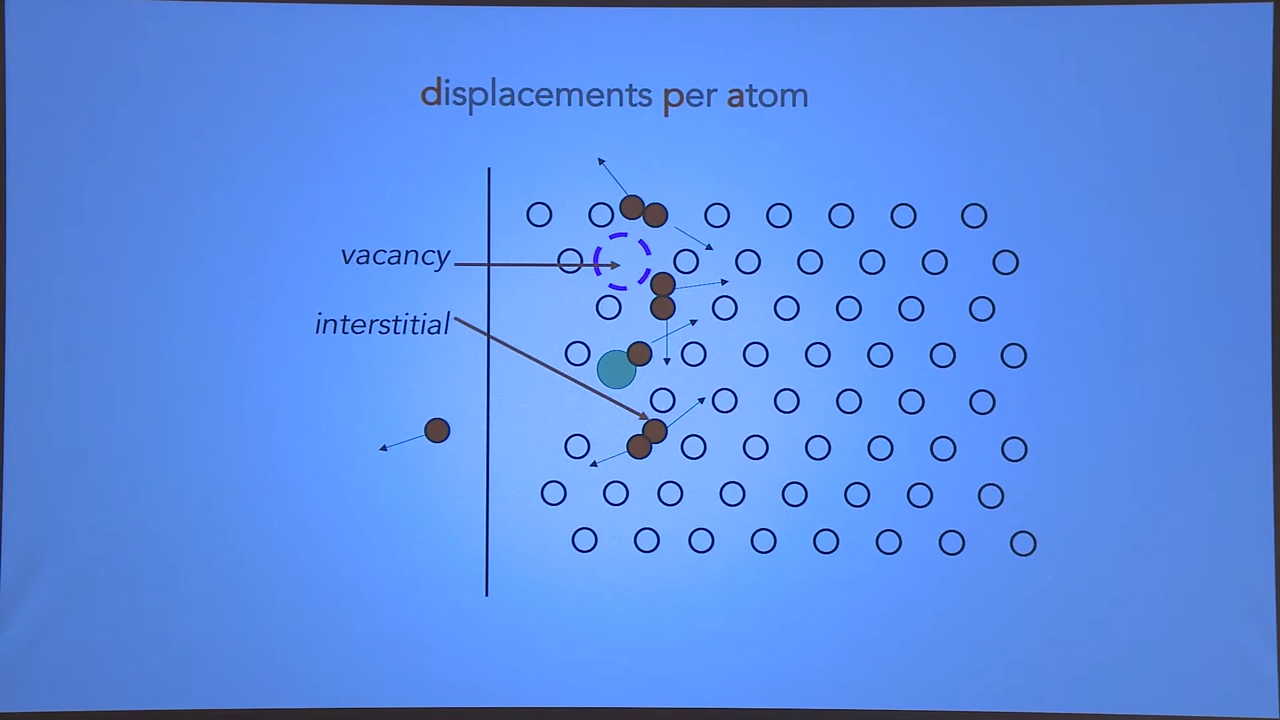 displacements per atom
vacancy
interstitial